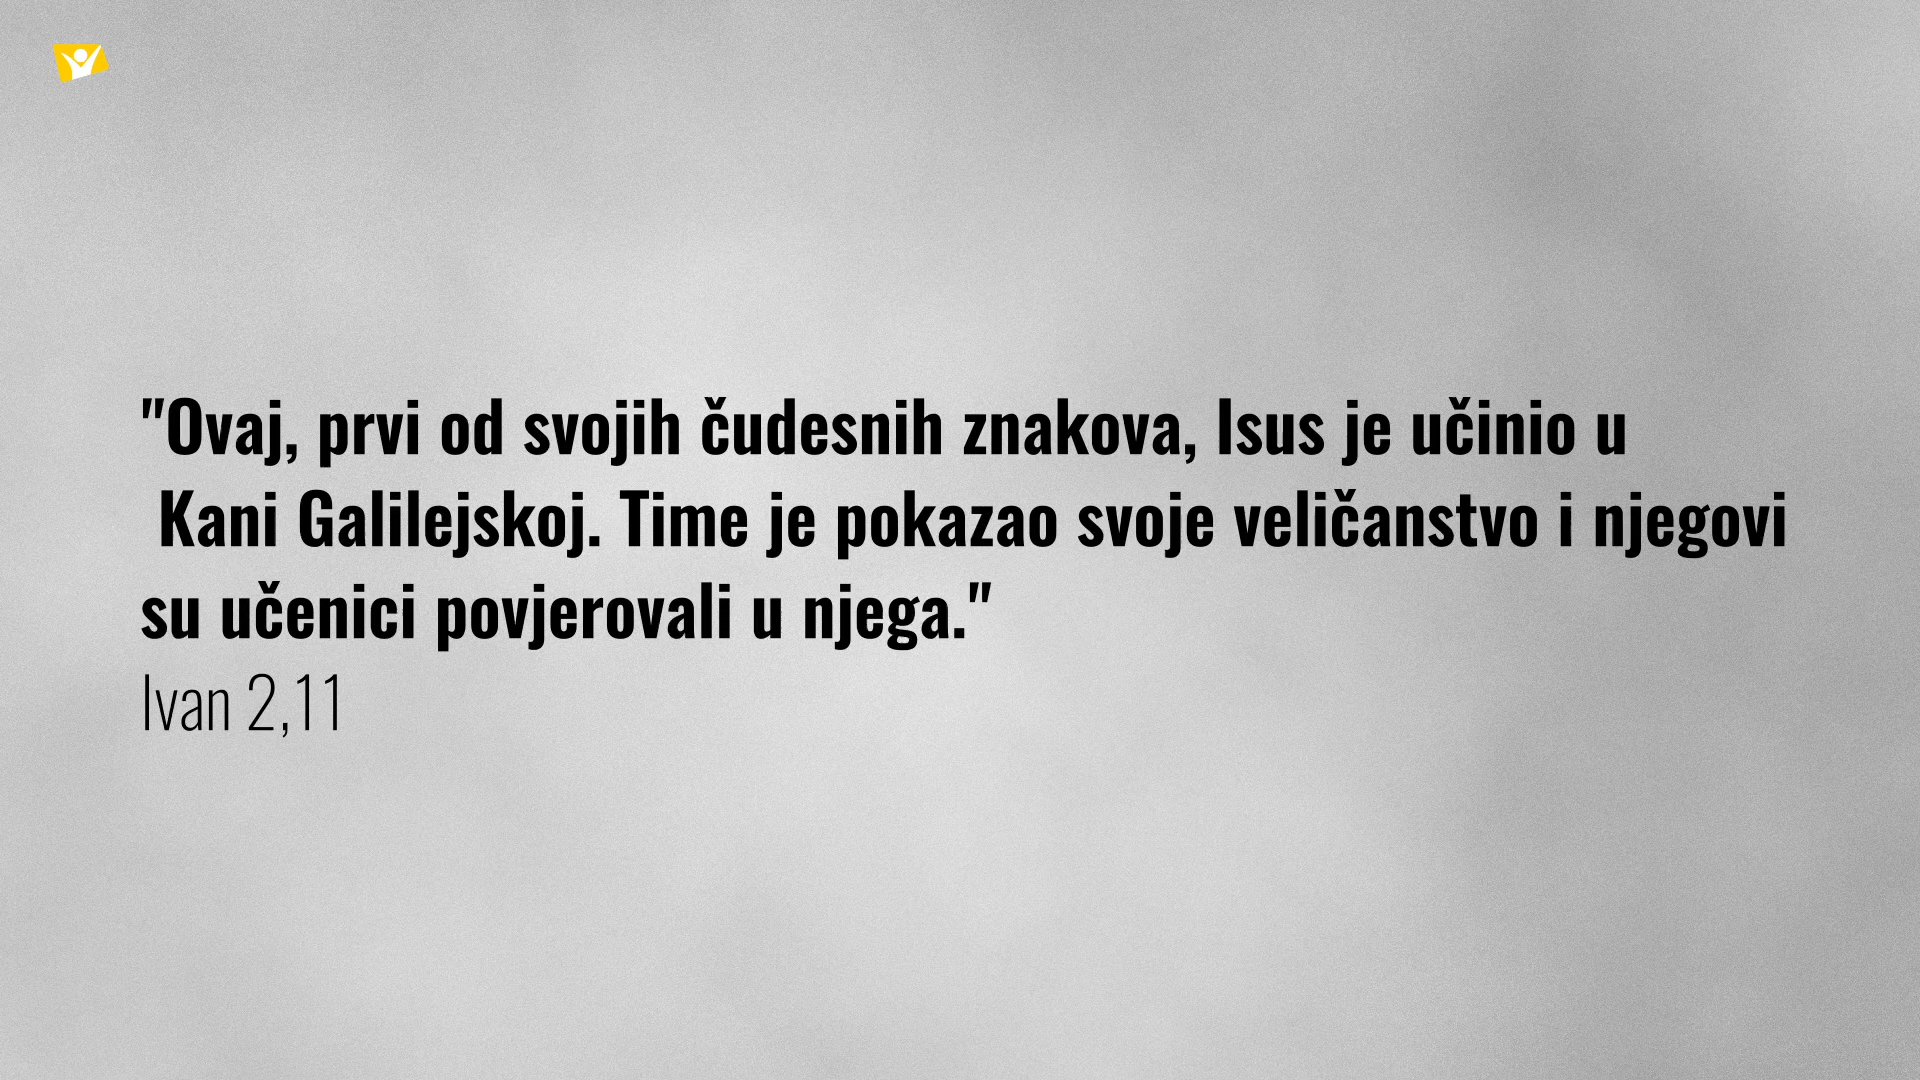 "Ovaj, prvi od svojih čudesnih znakova, Isus je učinio u
Kani Galilejskoj. Time je pokazao svoje veličanstvo i njegovi
su učenici povjerovali u njega."
Ivan 2,11